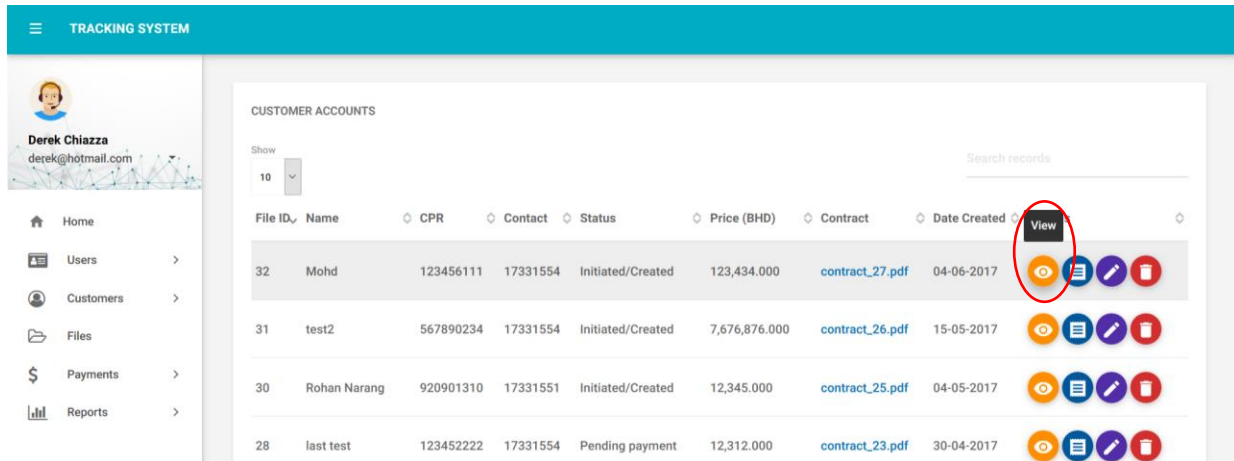 TRACKING SYSTEM
Derek Chiazza
derek@hotmail.com
Home
Users
Customers
Files
Payments
Reports
CUSTOMER ACCOUNTS
Show
10
Search records
File ID Name CPR Contact Status Price (BHD) Contract Date Created
View
32 Mohd 123456111 17331554 Initiated/Created 123,434.000 contract_27.pdf 04-06-2017
31 test2 567890234 17331554 Initiated/Created 7,676,876.000 contract_26.pdf 15-05-2017
30 Rohan Narang 920901310 17331551 Initiated/Created 12,345.000 contract_25.pdf 04-05-2017
28 last test 123452222 17331554 Pending payment 12,312.000 contract_23.pdf 30-04-2017